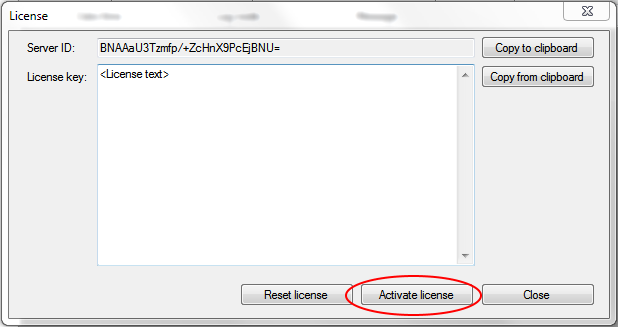 License
Server ID: BNAAaU3Tzmfp/+ZcHnX9PcEjBNU= Copy to clipboard
License key: <License text> Copy from clipboard
Reset license Activate license Close